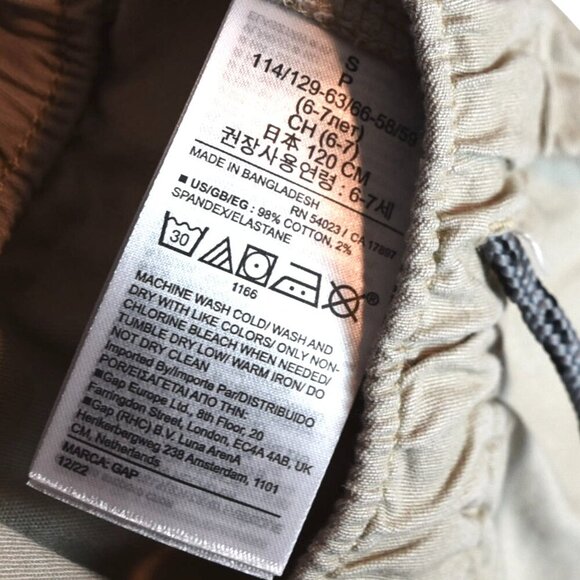 S
P
114/129-63/66-58/59
(6-7лет)
CH (6-7)
日本 120 CM
권장사용연령 : 6-7세
MADE IN BANGLADESH
RN 54023 / CA 17897
■ US/GB/EG : 98% COTTON, 2%
SPANDEX/ELASTANE
30
1166
®
MACHINE WASH COLD/ WASH AND
DRY WITH LIKE COLORS/ ONLY NON-
CHLORINE BLEACH WHEN NEEDED/
TUMBLE DRY LOW/ WARM IRON/ DO
NOT DRY CLEAN
Imported By/Importe Par/DISTRIBUIDO
POR/ΕΙΣΑΓΕΤΑΙ ΑΠΟ ΤΗΝ:
■ Gap Europe Ltd., 8th Floor, 20
Farringdon Street, London, EC4A 4AB, UK
Gap (RHC) B.V. Luna ArenA
Herikerbergweg 238 Amsterdam, 1101
CM, Netherlands
MARCA: GAP
12/22